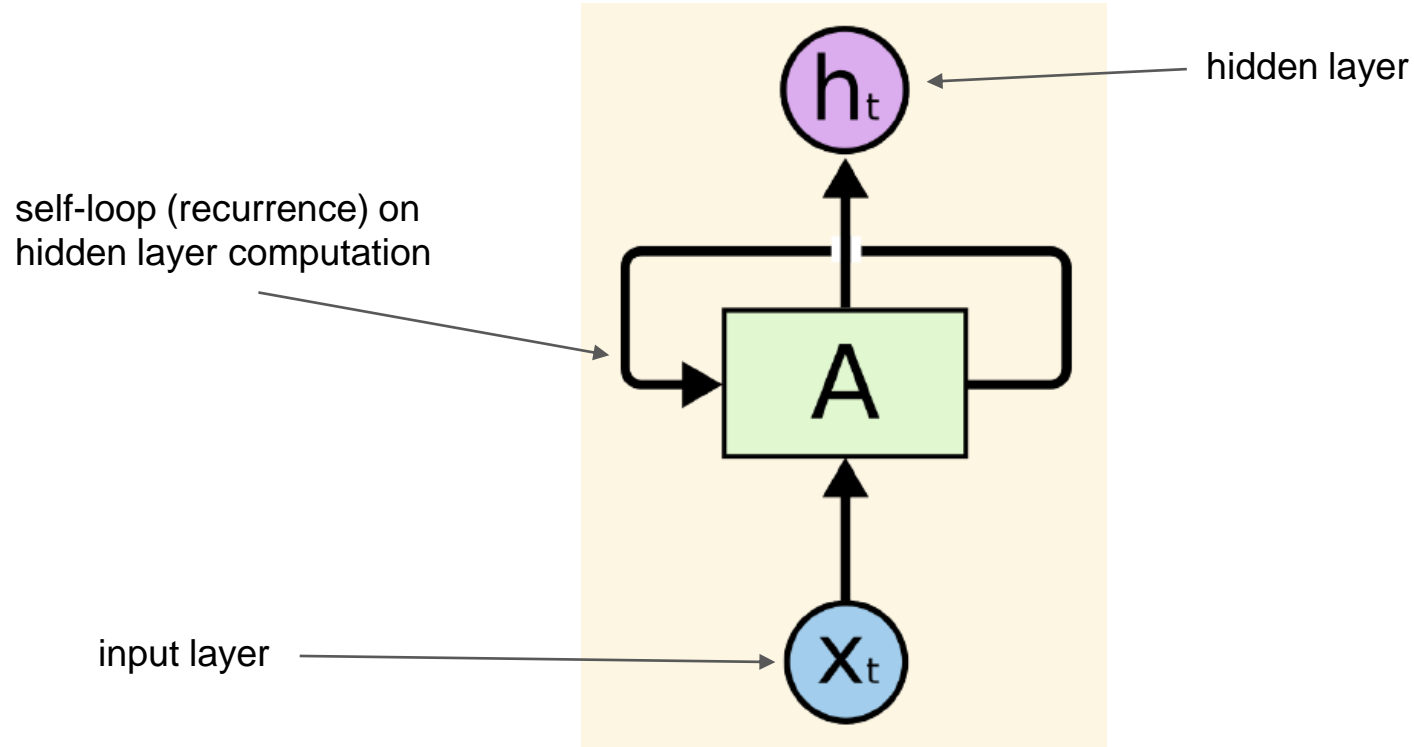 hidden layer
hₜ
self-loop (recurrence) on
hidden layer computation
A
input layer
xₜ